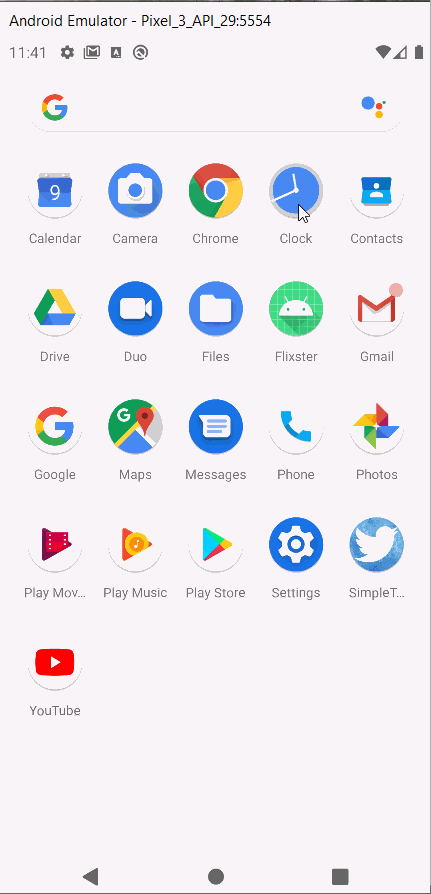 Android Emulator - Pixel_3_API_29:5554
11:41
Calendar Camera Chrome Clock Contacts
Drive Duo Files Flixster Gmail
Google Maps Messages Phone Photos
Play Mov... Play Music Play Store Settings SimpleT...
YouTube